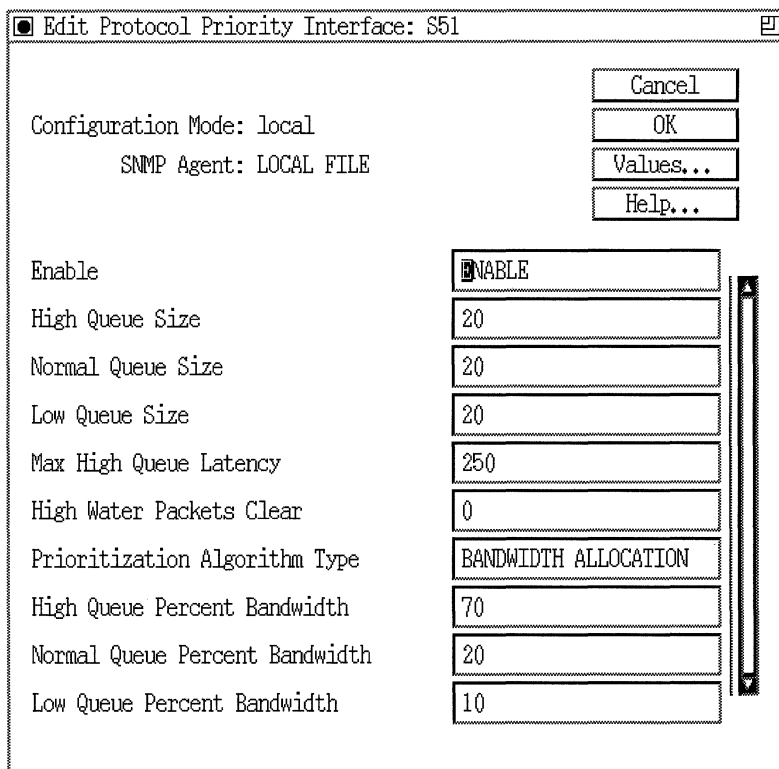 Edit Protocol Priority Interface: S51
Cancel
Configuration Mode: local
OK
SNMP Agent: LOCAL FILE
Values...
Help...
Enable
ENABLE
High Queue Size
20
Normal Queue Size
20
Low Queue Size
20
Max High Queue Latency
250
High Water Packets Clear
0
Prioritization Algorithm Type
BANDWIDTH ALLOCATION
High Queue Percent Bandwidth
70
Normal Queue Percent Bandwidth
20
Low Queue Percent Bandwidth
10